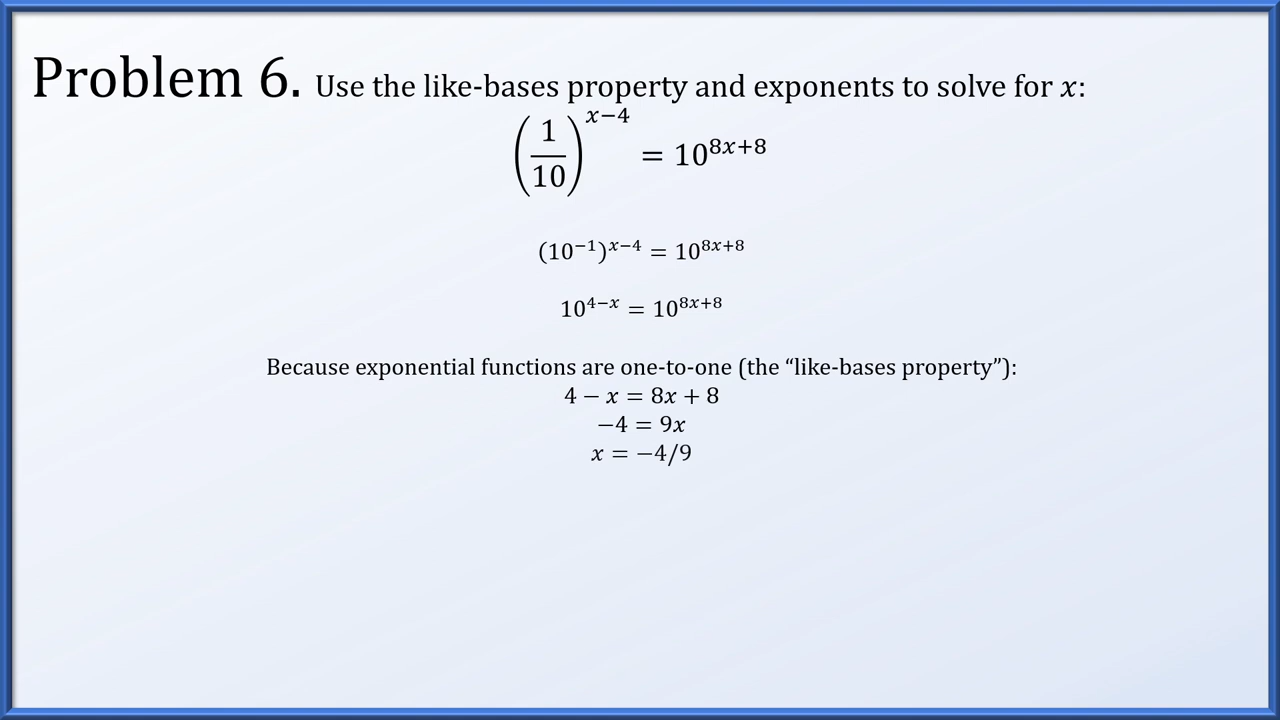 Problem 6. Use the like-bases property and exponents to solve for x:
(1/10)^{x−4} = 10^{8x+8}
(10^{−1})^{x−4} = 10^{8x+8}
10^{4−x} = 10^{8x+8}
Because exponential functions are one-to-one (the “like-bases property”):
4 − x = 8x + 8
−4 = 9x
x = −4/9